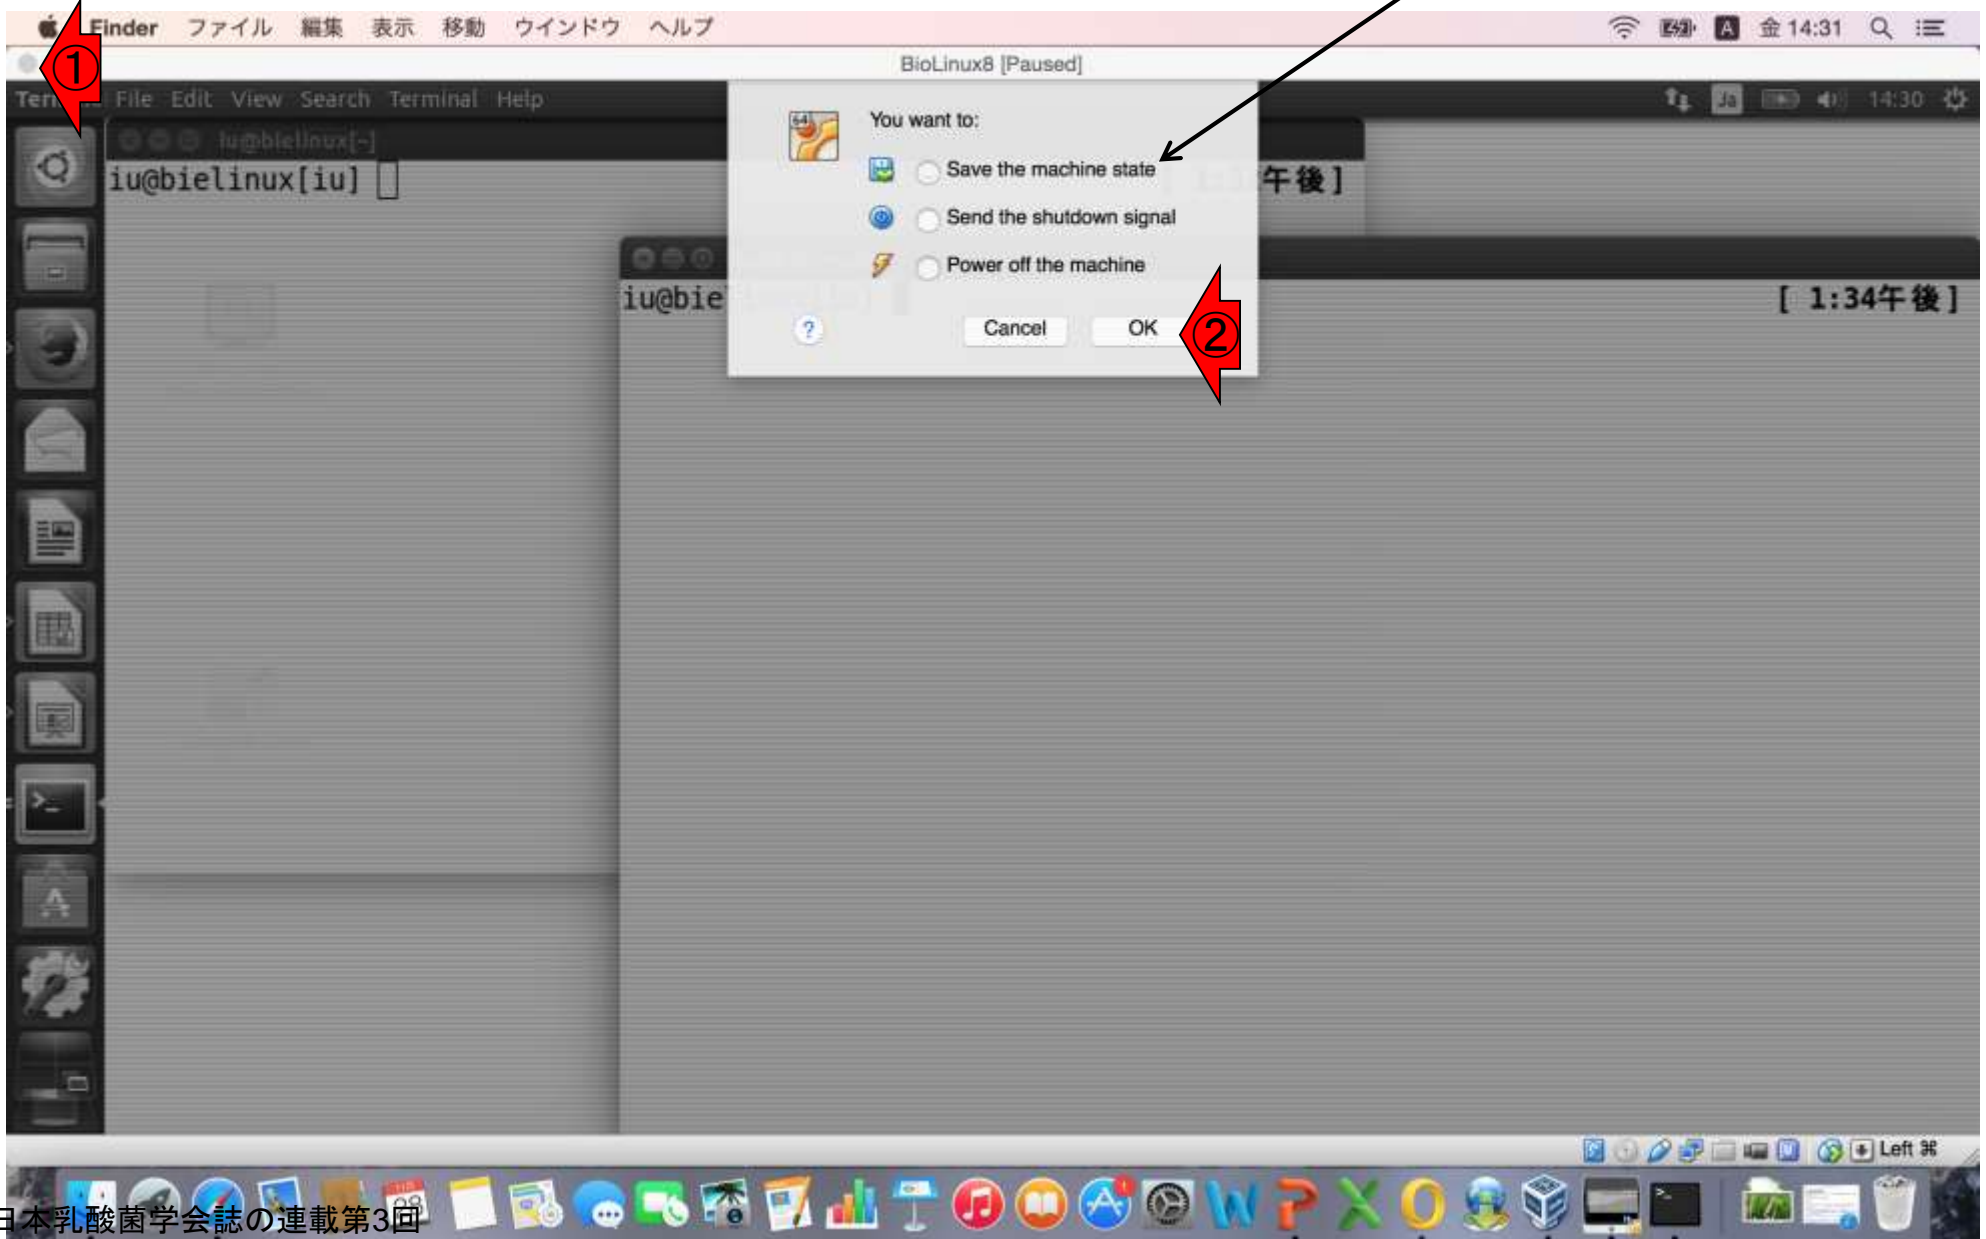 Finder ファイル 編集 表示 移動 ウインドウ ヘルプ
A 金 14:31
①
BioLinux8 [Paused]
File Edit View Search Terminal Help
Ja 14:30
iu@bielinux[~]
iu@bielinux[iu]
午後]
64
You want to:
Save the machine state
Send the shutdown signal
Power off the machine
? Cancel OK
②
iu@bie
[ 1:34午後]
Left ⌘
日本乳酸菌学会誌の連載第3回